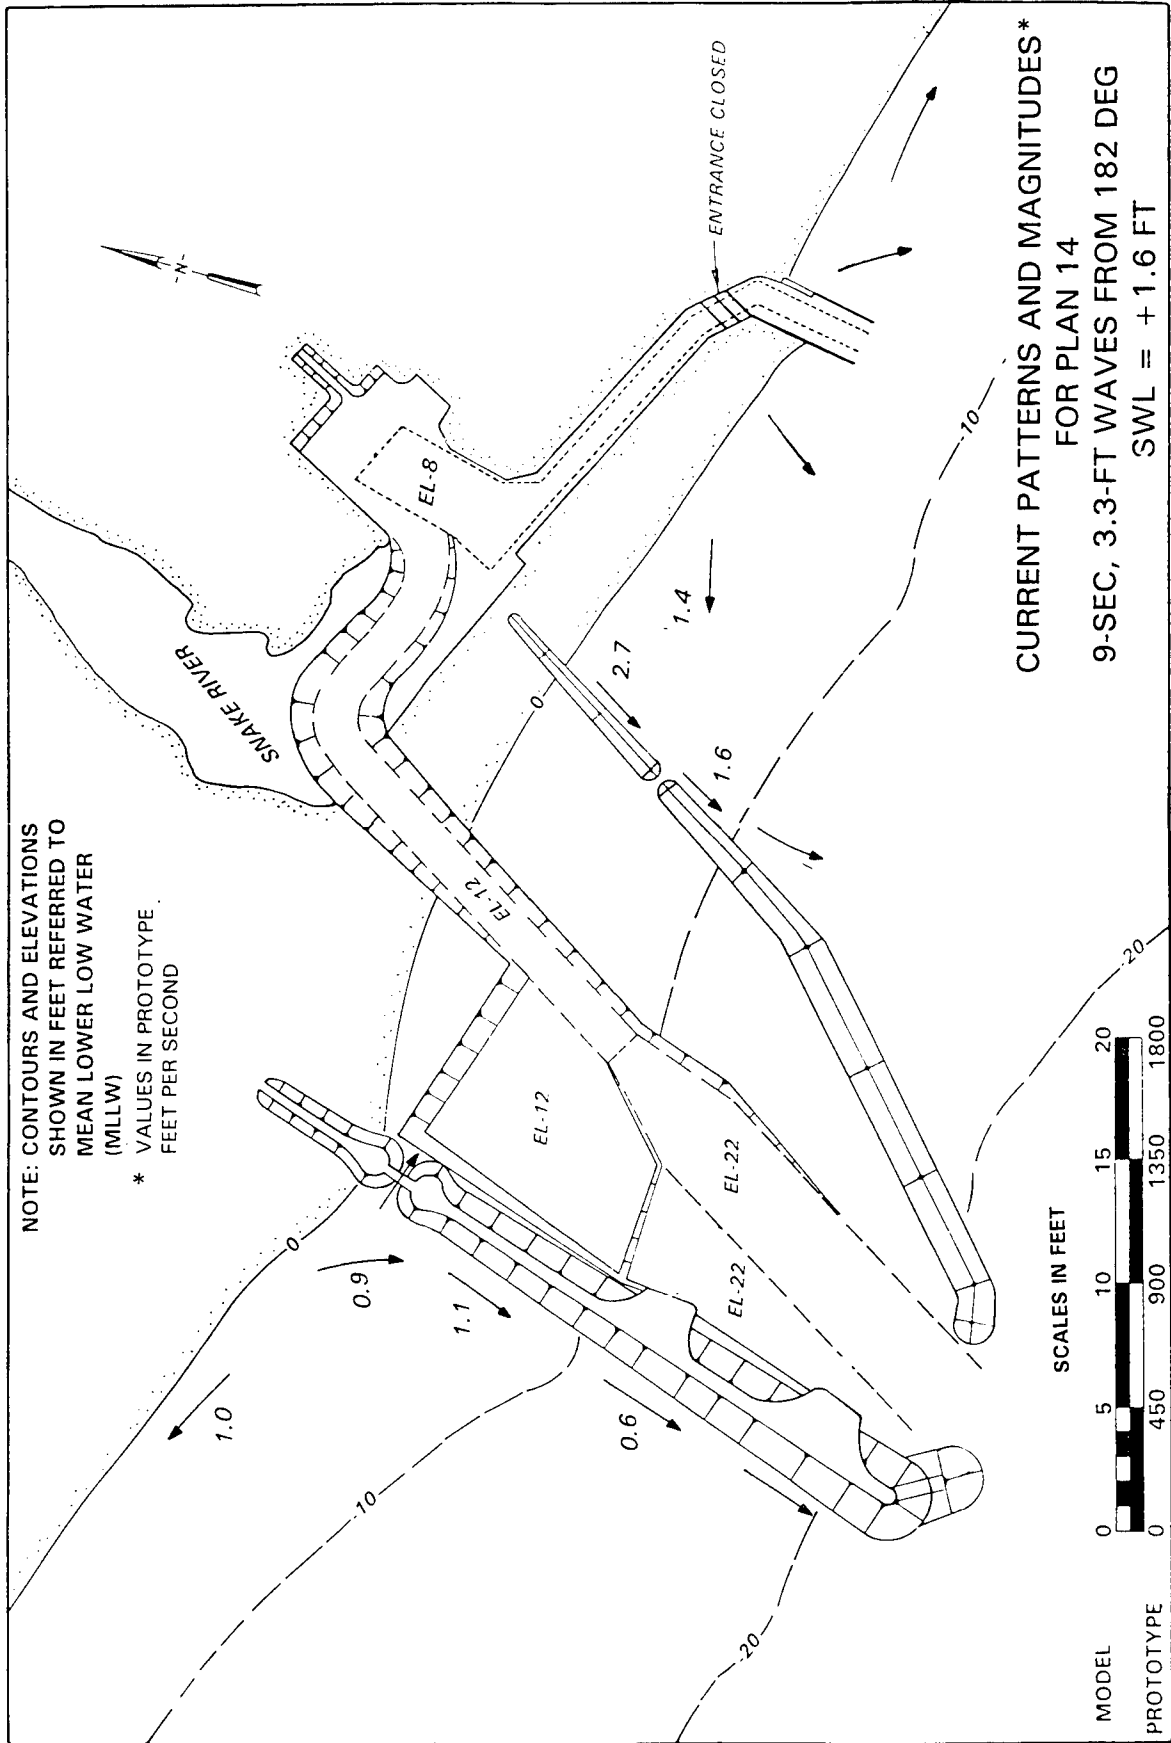 NOTE: CONTOURS AND ELEVATIONS
SHOWN IN FEET REFERRED TO
MEAN LOWER LOW WATER
(MLLW)
* VALUES IN PROTOTYPE
FEET PER SECOND
SNAKE RIVER
-N-
ENTRANCE CLOSED
EL-8
EL-12
EL-12
EL-22
EL-22
0
0
-10
-10
-20
-20
1.0
0.9
1.1
0.6
2.7
1.6
1.4
SCALES IN FEET
MODEL 0 5 10 15 20
PROTOTYPE 0 450 900 1350 1800
CURRENT PATTERNS AND MAGNITUDES*
FOR PLAN 14
9-SEC, 3.3-FT WAVES FROM 182 DEG
SWL = +1.6 FT